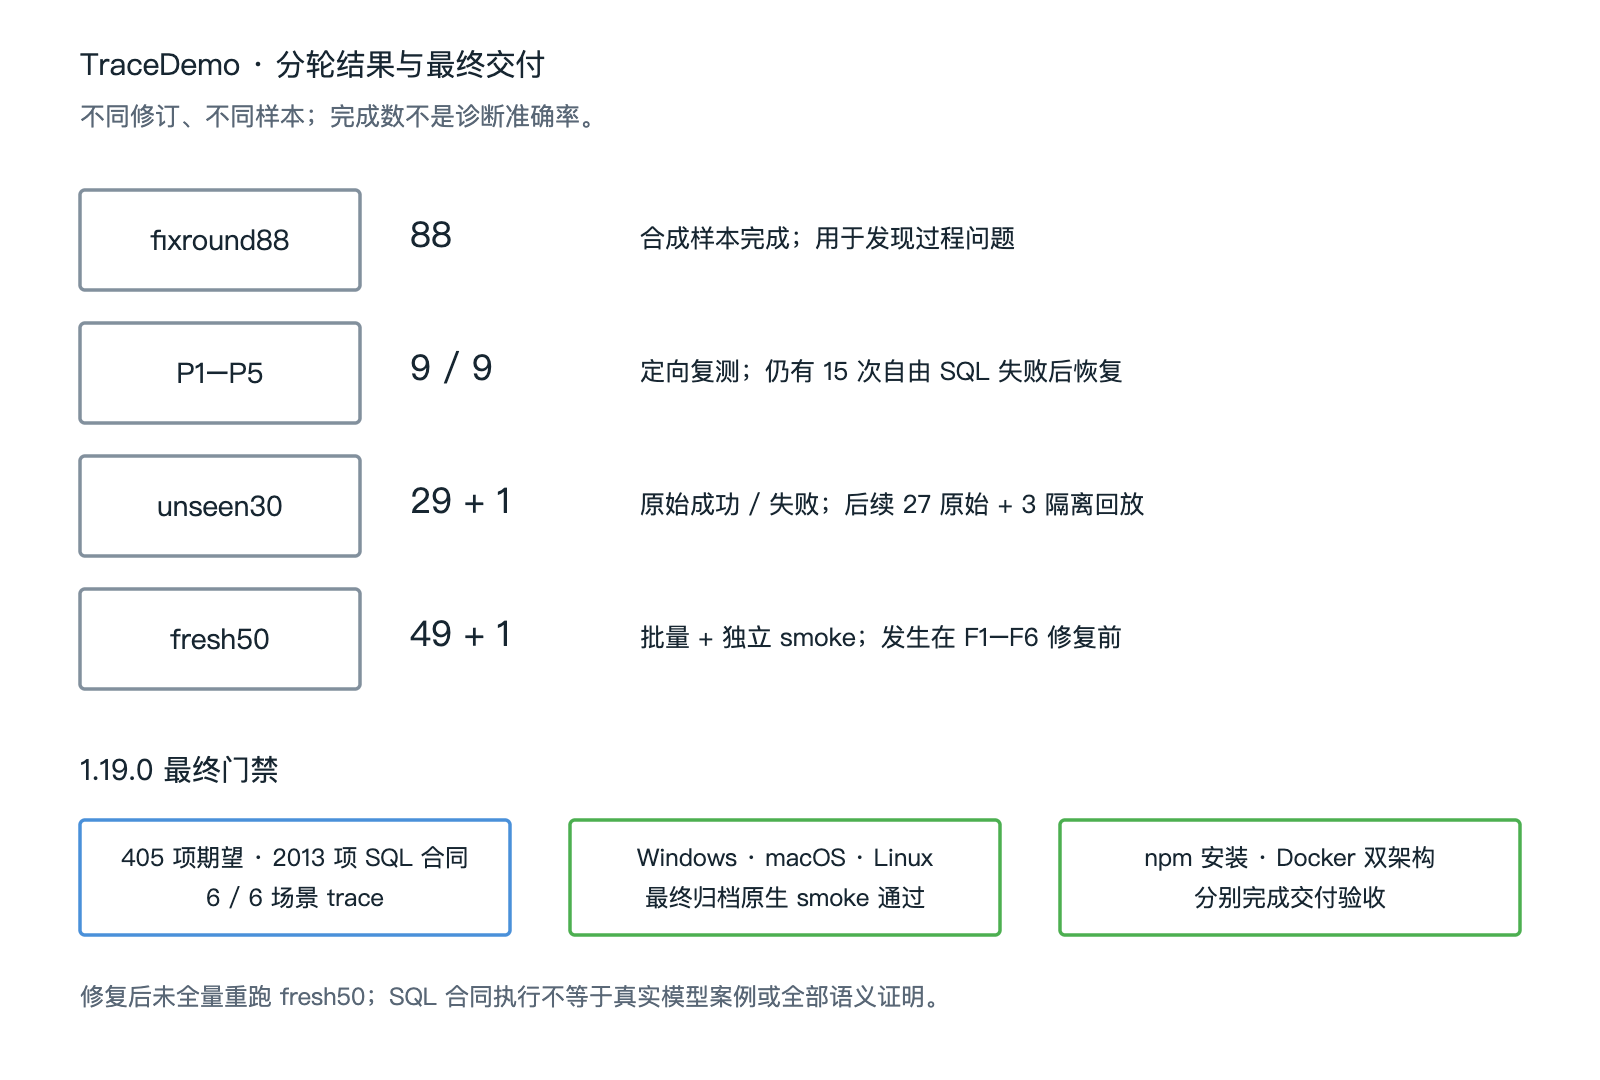 TraceDemo · 分轮结果与最终交付
不同修订、不同样本；完成数不是诊断准确率。
fixround88 88 合成样本完成；用于发现过程问题
P1—P5 9 / 9 定向复测；仍有 15 次自由 SQL 失败后恢复
unseen30 29 + 1 原始成功 / 失败；后续 27 原始 + 3 隔离回放
fresh50 49 + 1 批量 + 独立 smoke；发生在 F1—F6 修复前
1.19.0 最终门禁
405 项期望 · 2013 项 SQL 合同
6 / 6 场景 trace
Windows · macOS · Linux
最终归档原生 smoke 通过
npm 安装 · Docker 双架构
分别完成交付验收
修复后未全量重跑 fresh50；SQL 合同执行不等于真实模型案例或全部语义证明。